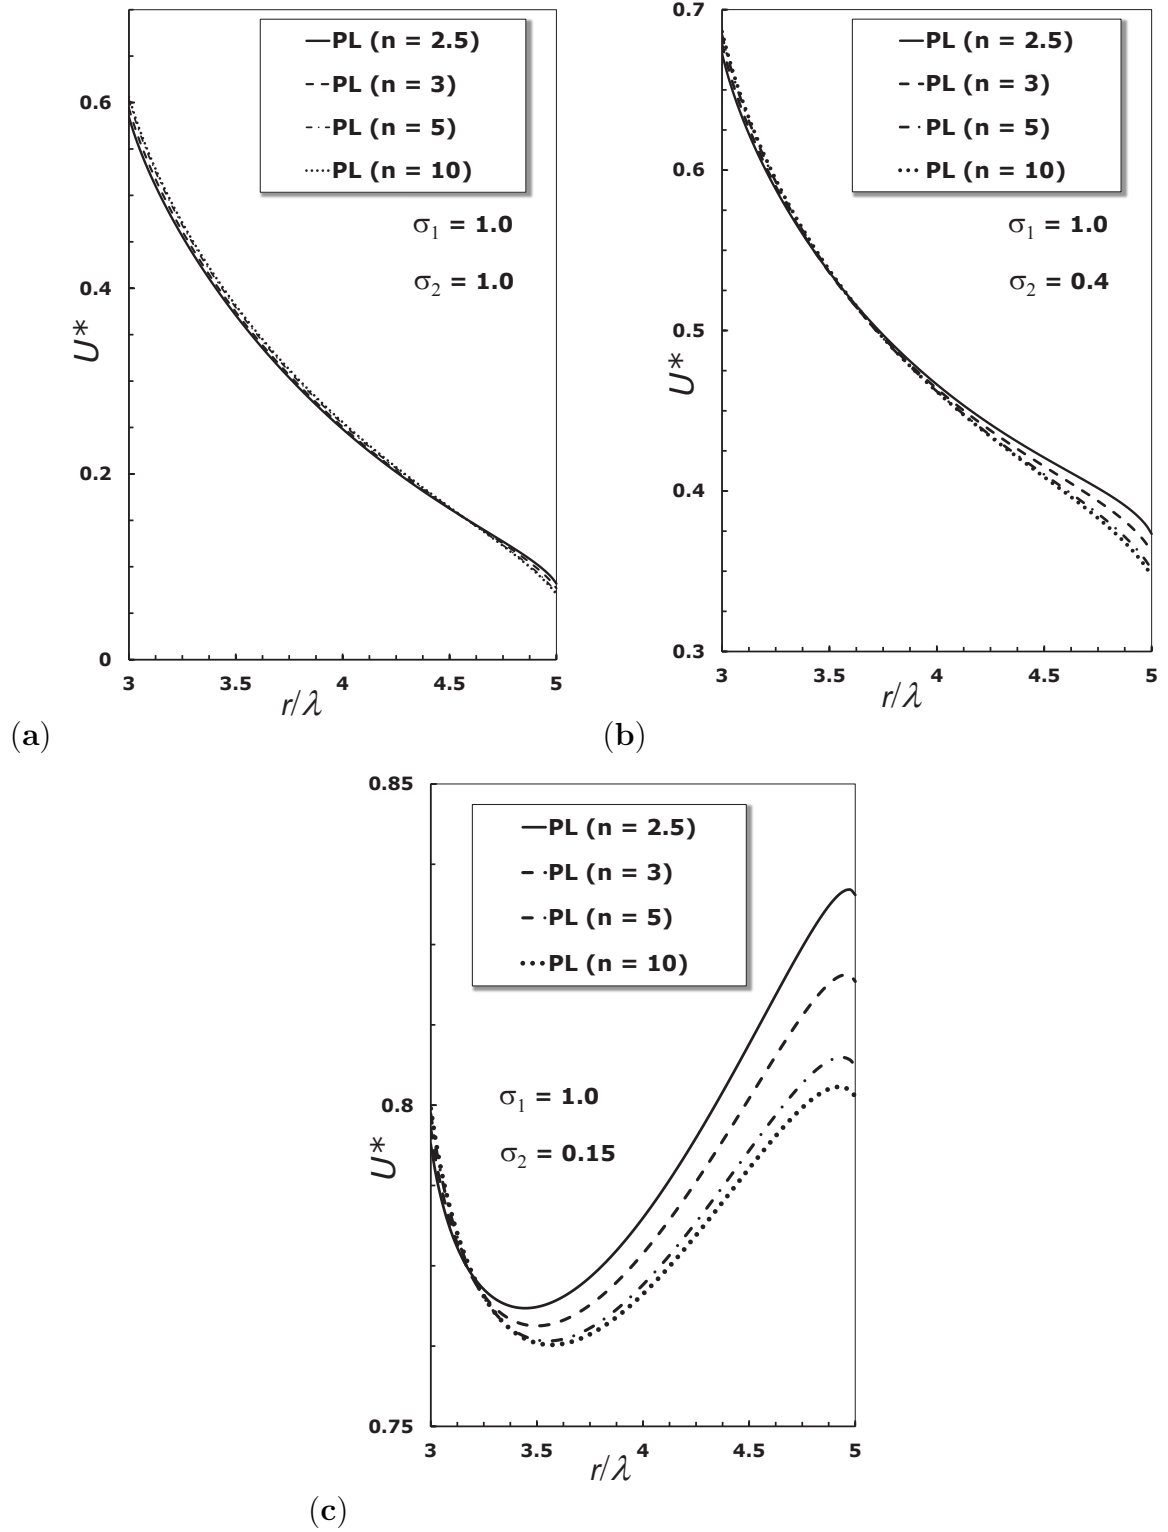 PL (n = 2.5)
PL (n = 3)
PL (n = 5)
PL (n = 10)
σ1 = 1.0
σ2 = 1.0
0.6
0.4
0.2
0
U*
3
3.5
4
4.5
5
r/λ
(a)
0.7
0.6
0.5
0.4
0.3
PL (n = 2.5)
PL (n = 3)
PL (n = 5)
PL (n = 10)
σ1 = 1.0
σ2 = 0.4
U*
3
3.5
4
4.5
5
r/λ
(b)
0.85
0.8
0.75
PL (n = 2.5)
PL (n = 3)
PL (n = 5)
PL (n = 10)
σ1 = 1.0
σ2 = 0.15
U*
3
3.5
4
4.5
5
r/λ
(c)